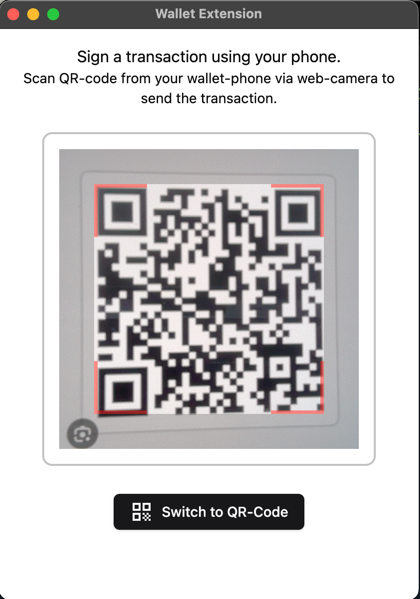 Wallet Extension
Sign a transaction using your phone.
Scan QR-code from your wallet-phone via web-camera to
send the transaction.
Switch to QR-Code